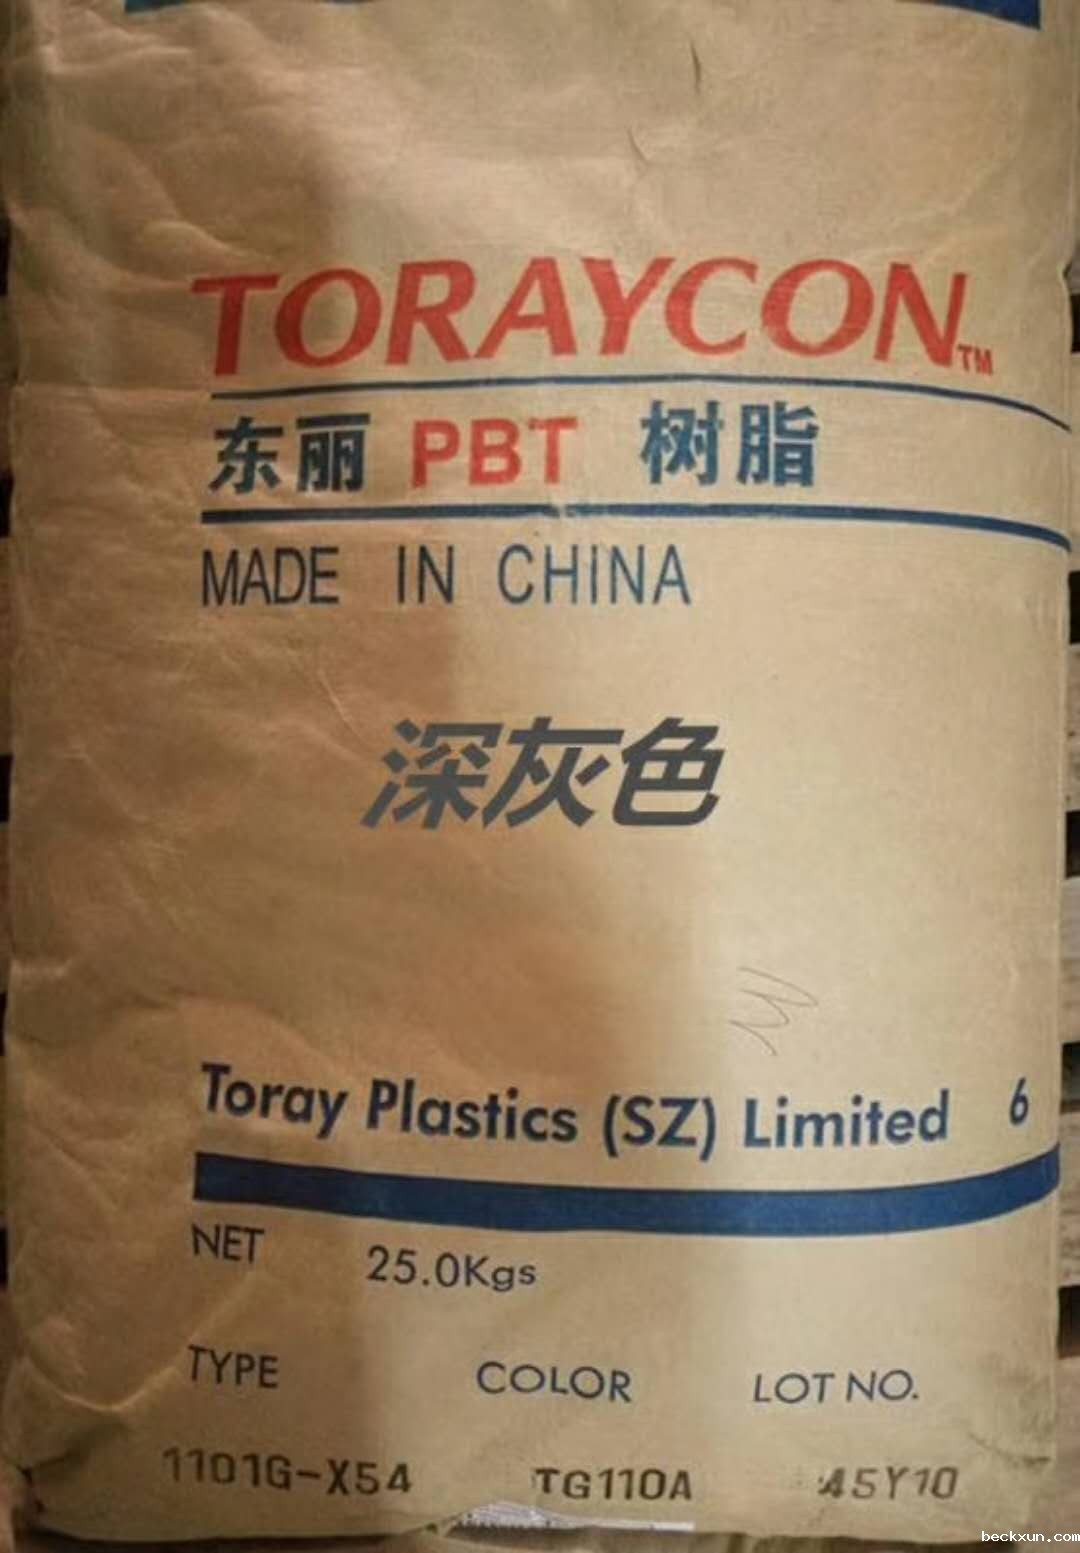 TORAYCON™
东丽 PBT 树脂
MADE IN CHINA
深灰色
Toray Plastics (SZ) Limited 6
NET 25.0Kgs
TYPE COLOR LOT NO.
1101G-X54 TG110A A5Y10
beckxun.com